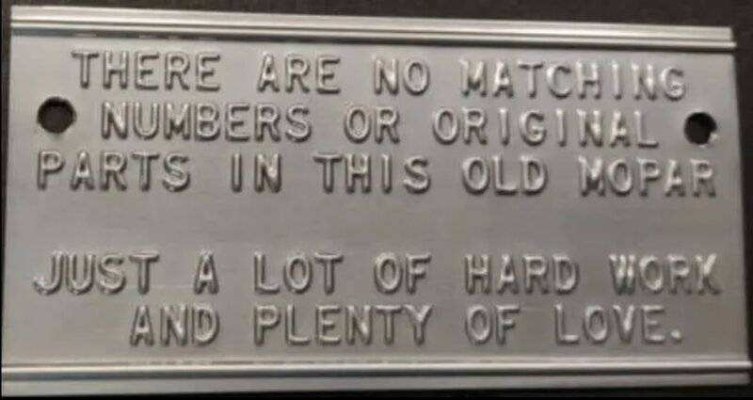 THERE ARE NO MATCHING
NUMBERS OR ORIGINAL
PARTS IN THIS OLD MOPAR
JUST A LOT OF HARD WORK
AND PLENTY OF LOVE.